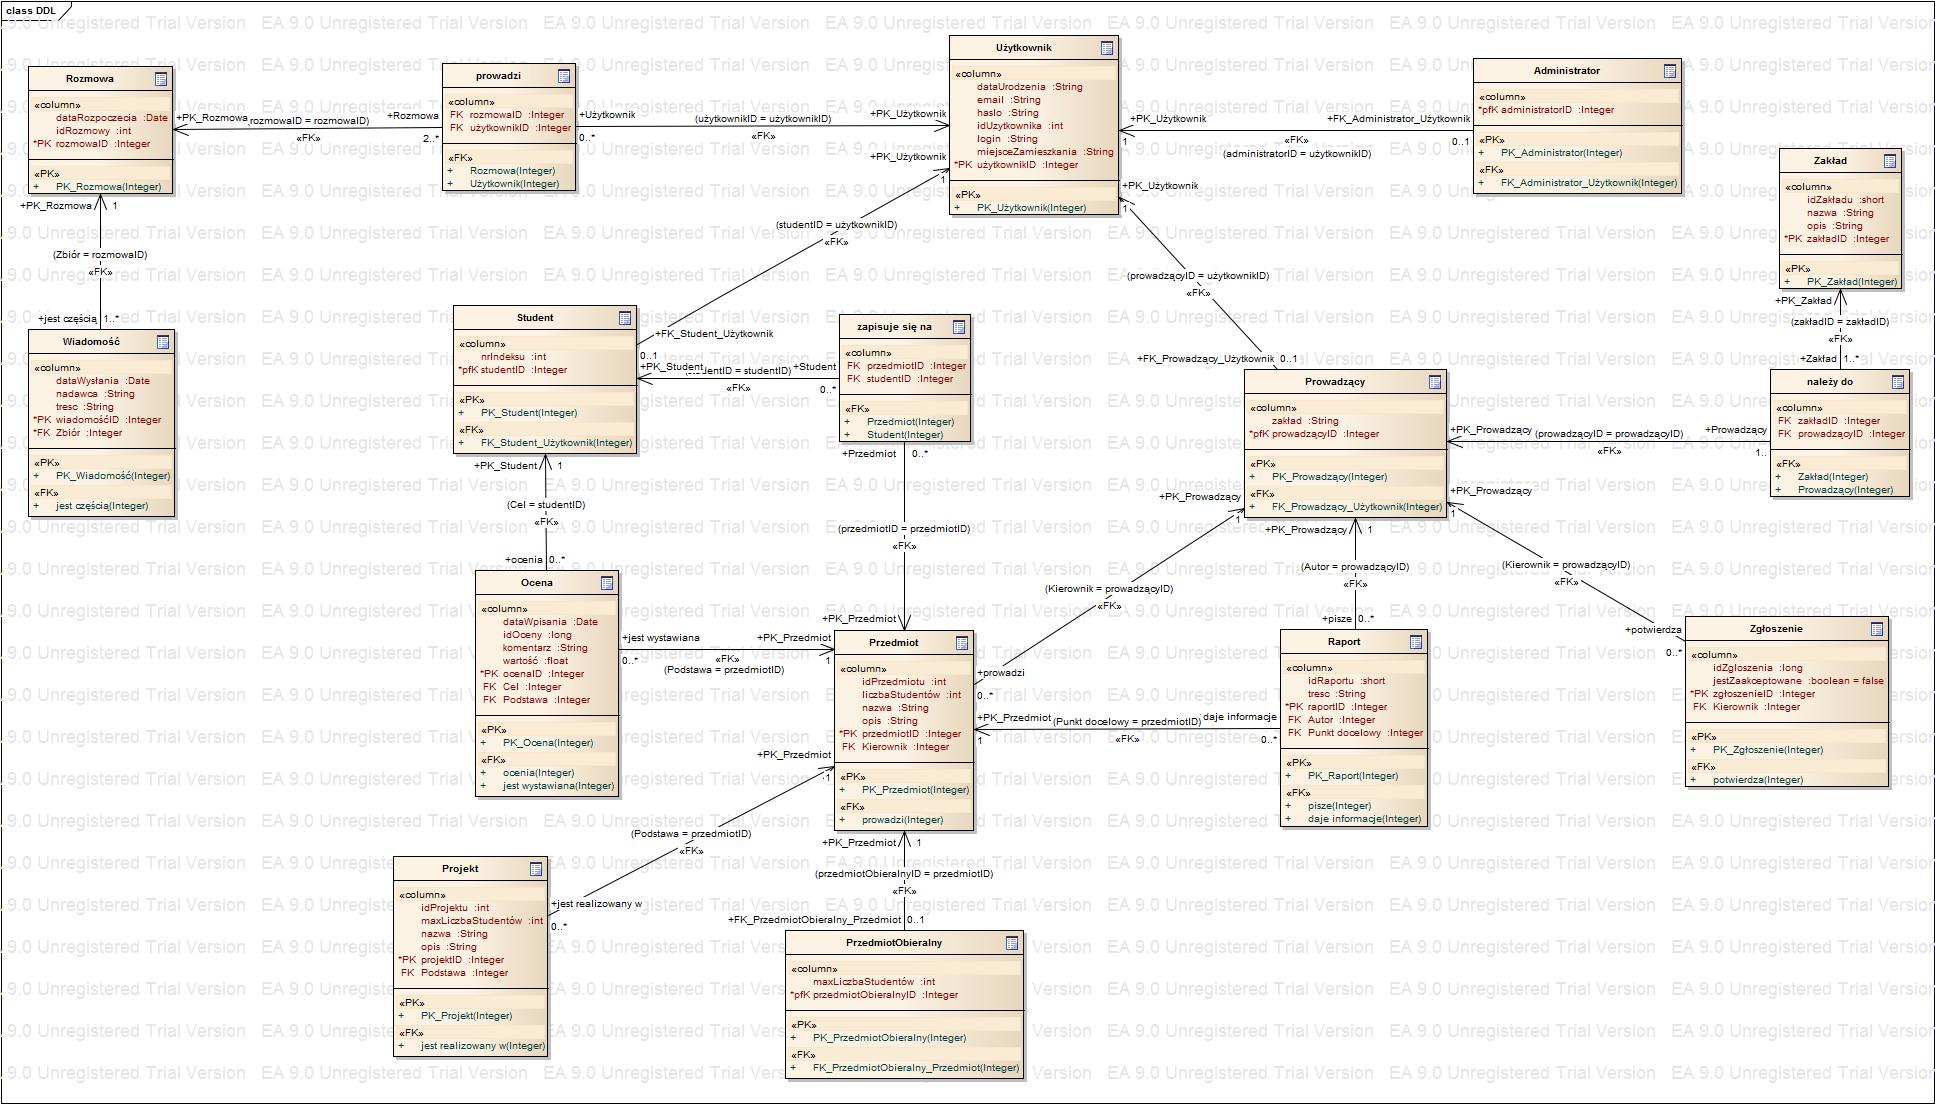 class DDL
EA 9.0 Unregistered Trial Version
Rozmowa
«column»
dataRozpoczecia :Date
idRozmowy :int
*PK rozmowaID :Integer
«PK»
+ PK_Rozmowa(Integer)
+PK_Rozmowa
(rozmowaID = rozmowaID)
«FK»
+Rozmowa
2..*
prowadzi
«column»
FK rozmowaID :Integer
FK użytkownikID :Integer
«FK»
+ Rozmowa(Integer)
+ Użytkownik(Integer)
+Użytkownik
0..*
(użytkownikID = użytkownikID)
«FK»
+PK_Użytkownik
Użytkownik
«column»
dataUrodzenia :String
email :String
haslo :String
idUzytkownika :int
login :String
miejsceZamieszkania :String
*PK użytkownikID :Integer
«PK»
+ PK_Użytkownik(Integer)
+PK_Użytkownik
1
«FK»
(administratorID = użytkownikID)
+FK_Administrator_Użytkownik
0..1
Administrator
«column»
*pfK administratorID :Integer
«PK»
+ PK_Administrator(Integer)
«FK»
+ FK_Administrator_Użytkownik(Integer)
Zakład
«column»
idZakładu :short
nazwa :String
opis :String
*PK zakładID :Integer
«PK»
+ PK_Zakład(Integer)
+PK_Zakład
(zakładID = zakładID)
«FK»
+Zakład 1..*
+PK_Rozmowa 1
(Zbiór = rozmowaID)
«FK»
+jest częścią 1..*
Wiadomość
«column»
dataWysłania :Date
nadawca :String
tresc :String
*PK wiadomośćID :Integer
*FK Zbiór :Integer
«PK»
+ PK_Wiadomość(Integer)
«FK»
+ jest częścią(Integer)
+PK_Użytkownik
1
(studentID = użytkownikID)
«FK»
+FK_Student_Użytkownik
0..1
Student
«column»
nrIndeksu :int
*pfK studentID :Integer
«PK»
+ PK_Student(Integer)
«FK»
+ FK_Student_Użytkownik(Integer)
+PK_Student
«FK»
+Student
0..*
zapisuje się na
«column»
FK przedmiotID :Integer
FK studentID :Integer
«FK»
+ Przedmiot(Integer)
+ Student(Integer)
+Przedmiot 0..*
(przedmiotID = przedmiotID)
«FK»
+PK_Przedmiot
+PK_Użytkownik
1
(prowadzącyID = użytkownikID)
«FK»
+FK_Prowadzący_Użytkownik 0..1
Prowadzący
«column»
zakład :String
*pfK prowadzącyID :Integer
«PK»
+ PK_Prowadzący(Integer)
«FK»
+ FK_Prowadzący_Użytkownik(Integer)
+PK_Prowadzący
(prowadzącyID = prowadzącyID)
«FK»
+Prowadzący
1..
należy do
«column»
FK zakładID :Integer
FK prowadzącyID :Integer
«FK»
+ Zakład(Integer)
+ Prowadzący(Integer)
+PK_Student 1
(Cel = studentID)
«FK»
+ocenia 0..*
Ocena
«column»
dataWpisania :Date
idOceny :long
komentarz :String
wartość :float
*PK ocenaID :Integer
FK Cel :Integer
FK Podstawa :Integer
«PK»
+ PK_Ocena(Integer)
«FK»
+ ocenia(Integer)
+ jest wystawiana(Integer)
+jest wystawiana
0..*
«FK»
(Podstawa = przedmiotID)
+PK_Przedmiot
1
Przedmiot
«column»
idPrzedmiotu :int
liczbaStudentów :int
nazwa :String
opis :String
*PK przedmiotID :Integer
FK Kierownik :Integer
«PK»
+ PK_Przedmiot(Integer)
«FK»
+ prowadzi(Integer)
+PK_Prowadzący
1
(Kierownik = prowadzącyID)
«FK»
+prowadzi
0..*
+PK_Prowadzący 1
(Autor = prowadzącyID)
«FK»
+pisze 0..*
Raport
«column»
idRaportu :short
tresc :String
*PK raportID :Integer
FK Autor :Integer
FK Punkt docelowy :Integer
«PK»
+ PK_Raport(Integer)
«FK»
+ pisze(Integer)
+ daje informacje(Integer)
+PK_Przedmiot
1
(Punkt docelowy = przedmiotID)
«FK»
daje informacje
0..*
+PK_Prowadzący
1
(Kierownik = prowadzącyID)
«FK»
+potwierdza
0..*
Zgłoszenie
«column»
idZgloszenia :long
jestZaakceptowane :boolean = false
*PK zgłoszenieID :Integer
FK Kierownik :Integer
«PK»
+ PK_Zgłoszenie(Integer)
«FK»
+ potwierdza(Integer)
+PK_Przedmiot
1
(Podstawa = przedmiotID)
«FK»
+jest realizowany w
0..*
Projekt
«column»
idProjektu :int
maxLiczbaStudentów :int
nazwa :String
opis :String
*PK projektID :Integer
FK Podstawa :Integer
«PK»
+ PK_Projekt(Integer)
«FK»
+ jest realizowany w(Integer)
+PK_Przedmiot 1
(przedmiotObieralnyID = przedmiotID)
«FK»
+FK_PrzedmiotObieralny_Przedmiot 0..1
PrzedmiotObieralny
«column»
maxLiczbaStudentów :int
*pfK przedmiotObieralnyID :Integer
«PK»
+ PK_PrzedmiotObieralny(Integer)
«FK»
+ FK_PrzedmiotObieralny_Przedmiot(Integer)